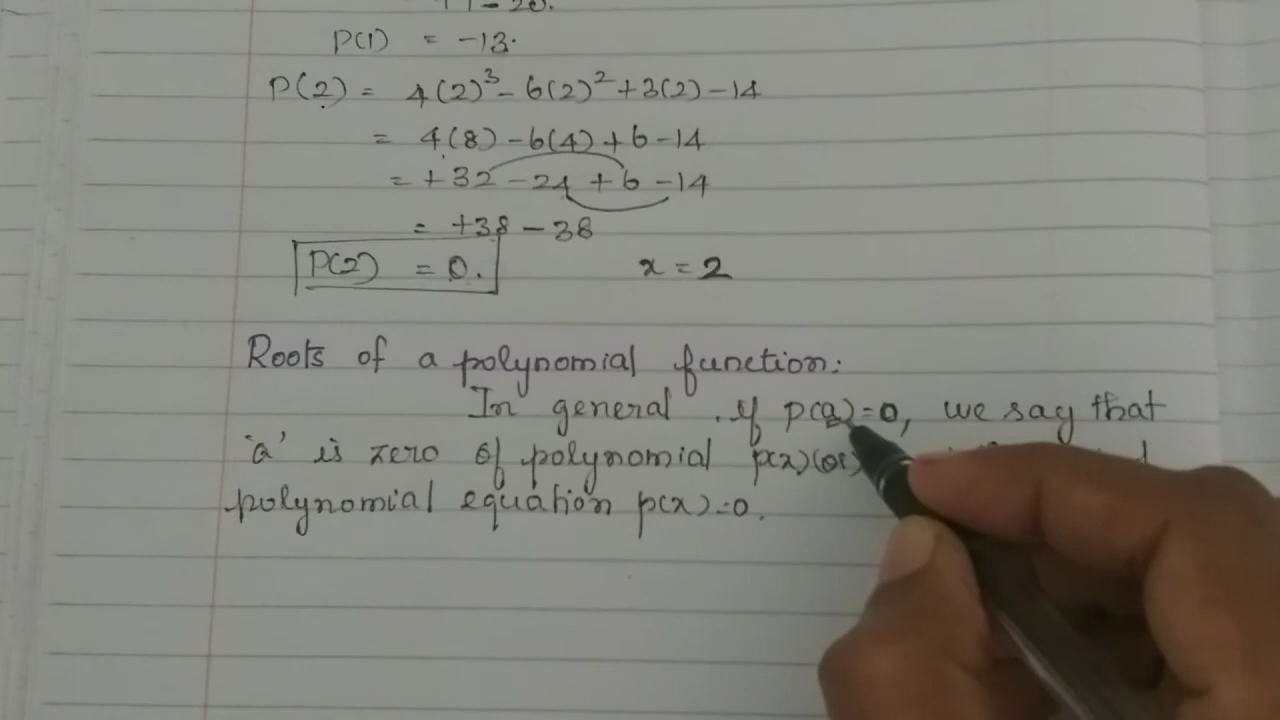 P(1) = -13.
P(2) = 4(2)³ - 6(2)² + 3(2) - 14
= 4(8) - 6(4) + 6 - 14
= +32 - 24 + 6 - 14
= +38 - 38
P(2) = 0. x = 2
Roots of a polynomial function:
In general if p(a)=0, we say that
'a' is zero of polynomial p(x) (or)
polynomial equation p(x)=0.